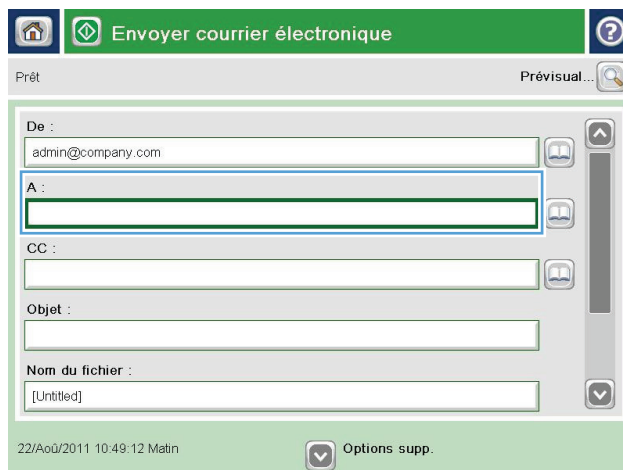 Envoyer courrier électronique
?
Prêt
Prévisual...
De :
admin@company.com
A :
CC :
Objet :
Nom du fichier :
[Untitled]
22/Aoû/2011 10:49:12 Matin
Options supp.